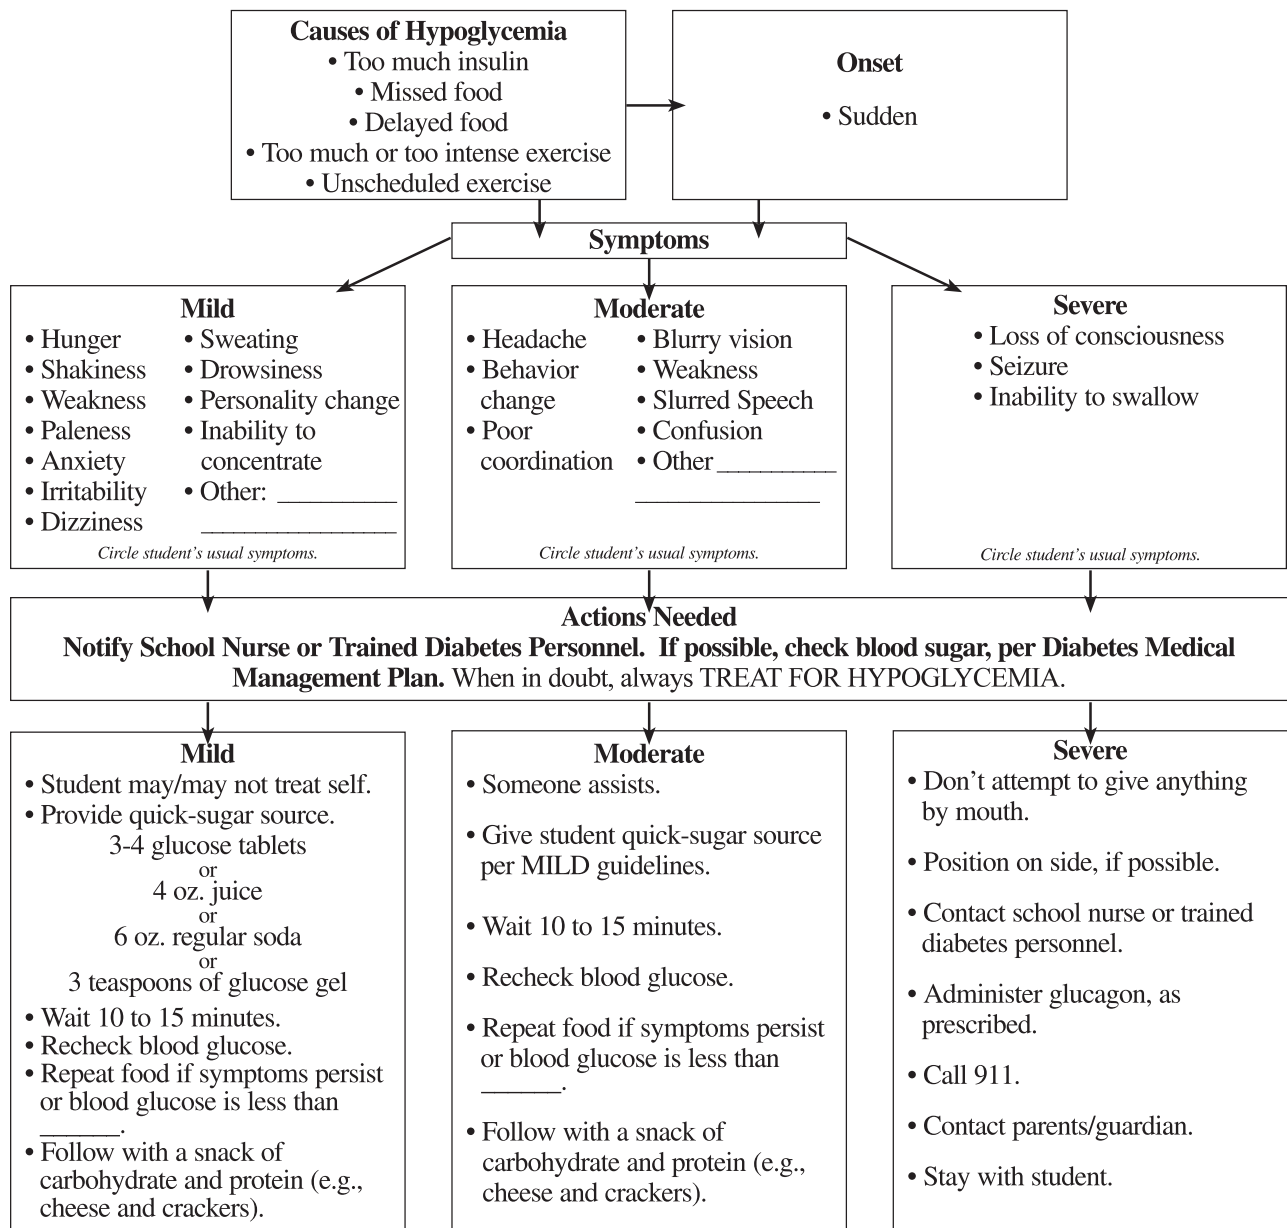 Causes of Hypoglycemia
• Too much insulin
• Missed food
• Delayed food
• Too much or too intense exercise
• Unscheduled exercise
Onset
• Sudden
Symptoms
Mild
• Hunger
• Shakiness
• Weakness
• Paleness
• Anxiety
• Irritability
• Dizziness
• Sweating
• Drowsiness
• Personality change
• Inability to
concentrate
• Other: ___________
__________________
Circle student’s usual symptoms.
Moderate
• Headache
• Behavior
change
• Poor
coordination
• Blurry vision
• Weakness
• Slurred Speech
• Confusion
• Other ___________
_________________
Circle student’s usual symptoms.
Severe
• Loss of consciousness
• Seizure
• Inability to swallow
Circle student’s usual symptoms.
Actions Needed
Notify School Nurse or Trained Diabetes Personnel. If possible, check blood sugar, per Diabetes Medical
Management Plan. When in doubt, always TREAT FOR HYPOGLYCEMIA.
Mild
• Student may/may not treat self.
• Provide quick-sugar source.
3-4 glucose tablets
or
4 oz. juice
or
6 oz. regular soda
or
3 teaspoons of glucose gel
• Wait 10 to 15 minutes.
• Recheck blood glucose.
• Repeat food if symptoms persist
or blood glucose is less than
______.
• Follow with a snack of
carbohydrate and protein (e.g.,
cheese and crackers).
Moderate
• Someone assists.
• Give student quick-sugar source
per MILD guidelines.
• Wait 10 to 15 minutes.
• Recheck blood glucose.
• Repeat food if symptoms persist
or blood glucose is less than
______.
• Follow with a snack of
carbohydrate and protein (e.g.,
cheese and crackers).
Severe
• Don’t attempt to give anything
by mouth.
• Position on side, if possible.
• Contact school nurse or trained
diabetes personnel.
• Administer glucagon, as
prescribed.
• Call 911.
• Contact parents/guardian.
• Stay with student.